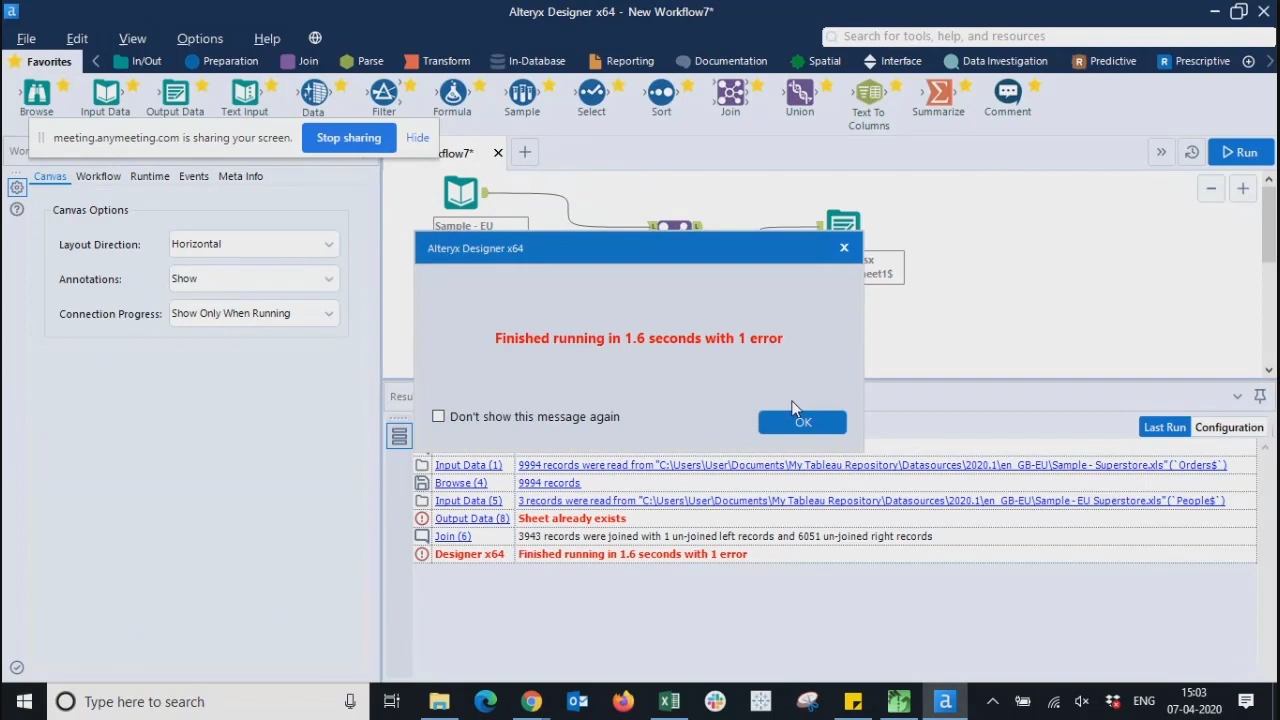 Alteryx Designer x64 - New Workflow7*
File Edit View Options Help
Search for tools, help, and resources
Favorites In/Out Preparation Join Parse Transform In-Database Reporting Documentation Spatial Interface Data Investigation Predictive Prescriptive
Browse Input Data Output Data Text Input Data Filter Formula Sample Select Sort Join Union Text To Columns Summarize Comment
meeting.anymeeting.com is sharing your screen. Stop sharing Hide
kflow7*
Run
Canvas Workflow Runtime Events Meta Info
Canvas Options
Layout Direction: Horizontal
Annotations: Show
Connection Progress: Show Only When Running
Sample - EU
sx
eet1$
Alteryx Designer x64
Finished running in 1.6 seconds with 1 error
Don't show this message again
OK
Resu
Last Run Configuration
Input Data (1) 9994 records were read from "C:\Users\User\Documents\My Tableau Repository\Datasources\2020.1\en_GB-EU\Sample - Superstore.xls" (`Orders$`)
Browse (4) 9994 records
Input Data (5) 3 records were read from "C:\Users\User\Documents\My Tableau Repository\Datasources\2020.1\en_GB-EU\Sample - EU Superstore.xls" (`People$`)
Output Data (8) Sheet already exists
Join (6) 3943 records were joined with 1 un-joined left records and 6051 un-joined right records
Designer x64 Finished running in 1.6 seconds with 1 error
Type here to search
ENG
15:03
07-04-2020